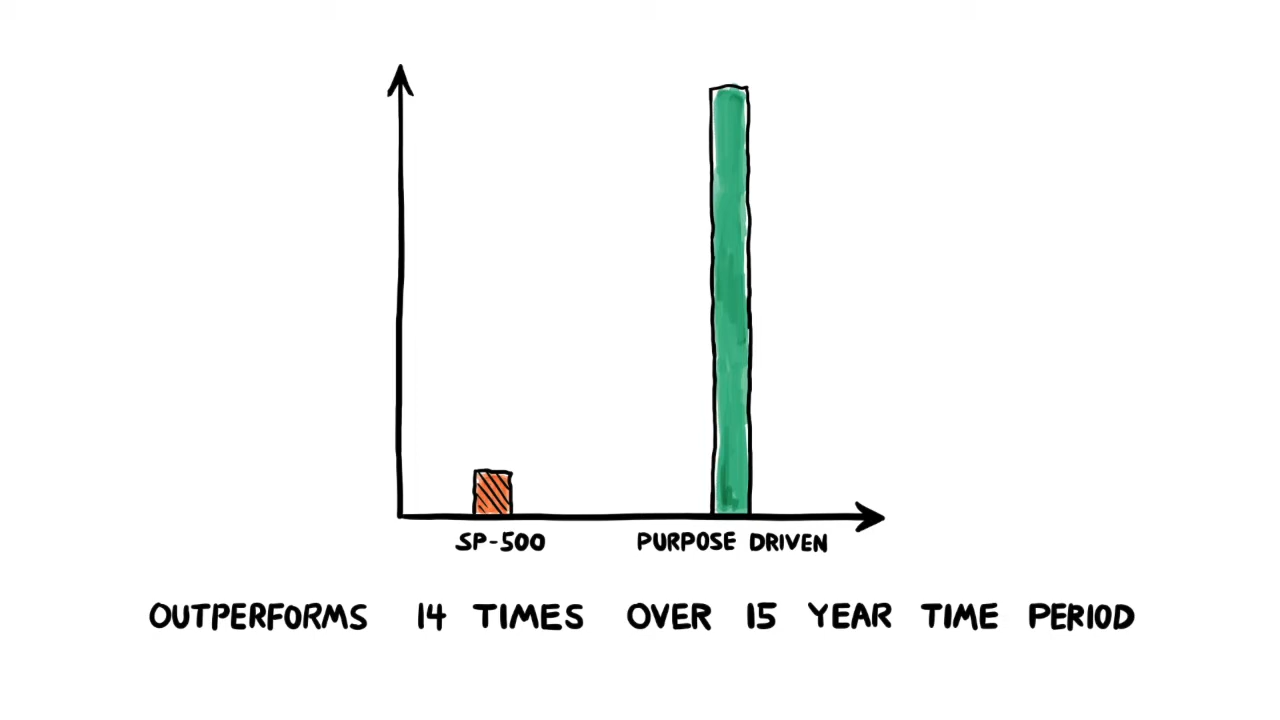 SP-500
PURPOSE DRIVEN
OUTPERFORMS 14 TIMES OVER 15 YEAR TIME PERIOD